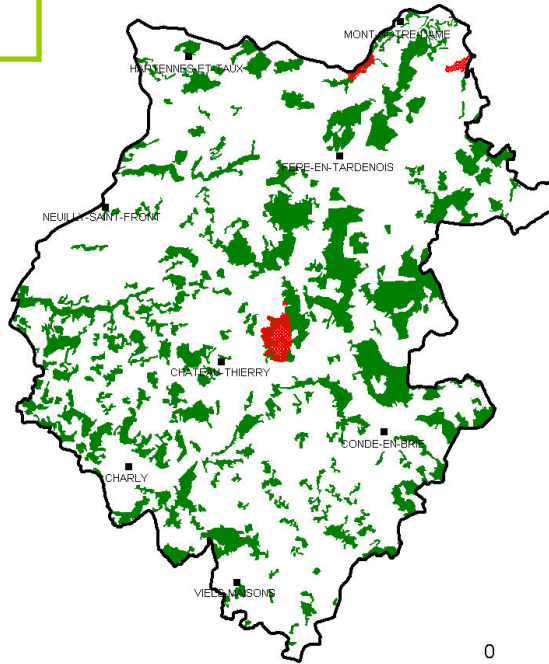 MONT-NOTRE-DAME
HARTENNES-ET-TAUX
FERE-EN-TARDENOIS
NEUILLY-SAINT-FRONT
CHATEAU-THIERRY
CONDE-EN-BRIE
CHARLY
VIELS-MAISONS
0